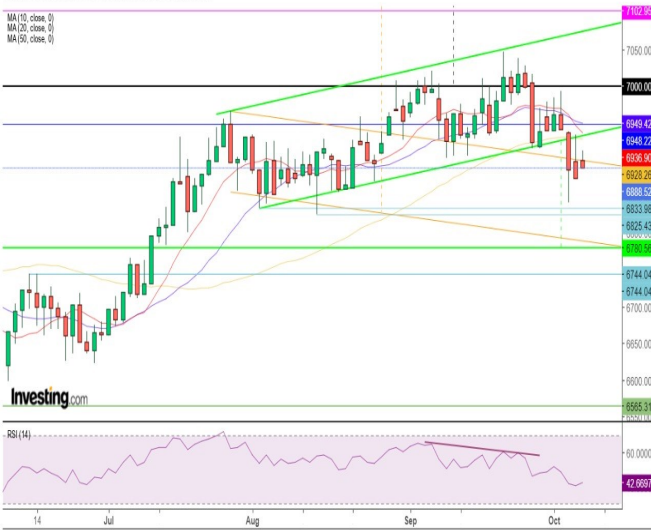 MA (10, close, 0)
MA (20, close, 0)
MA (50, close, 0)
7102.95
7050.00
7000.00
6949.42
6948.22
6936.90
6928.26
6888.52
6833.98
6825.43
6780.56
6744.04
6744.04
6700.00
6650.00
6600.00
6565.31
Investing.com
RSI (14)
60.0000
42.6697
14
Jul
Aug
Sep
Oct